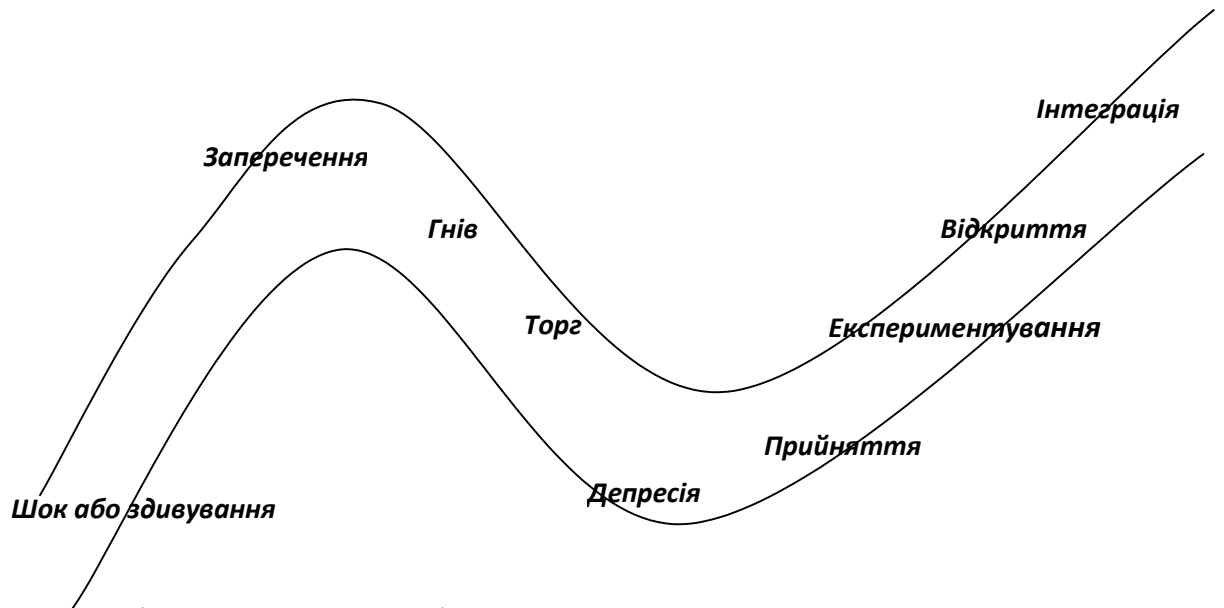 Інтеграція
Заперечення
Гнів
Відкриття
Торг
Експериментування
Прийняття
Депресія
Шок або здивування